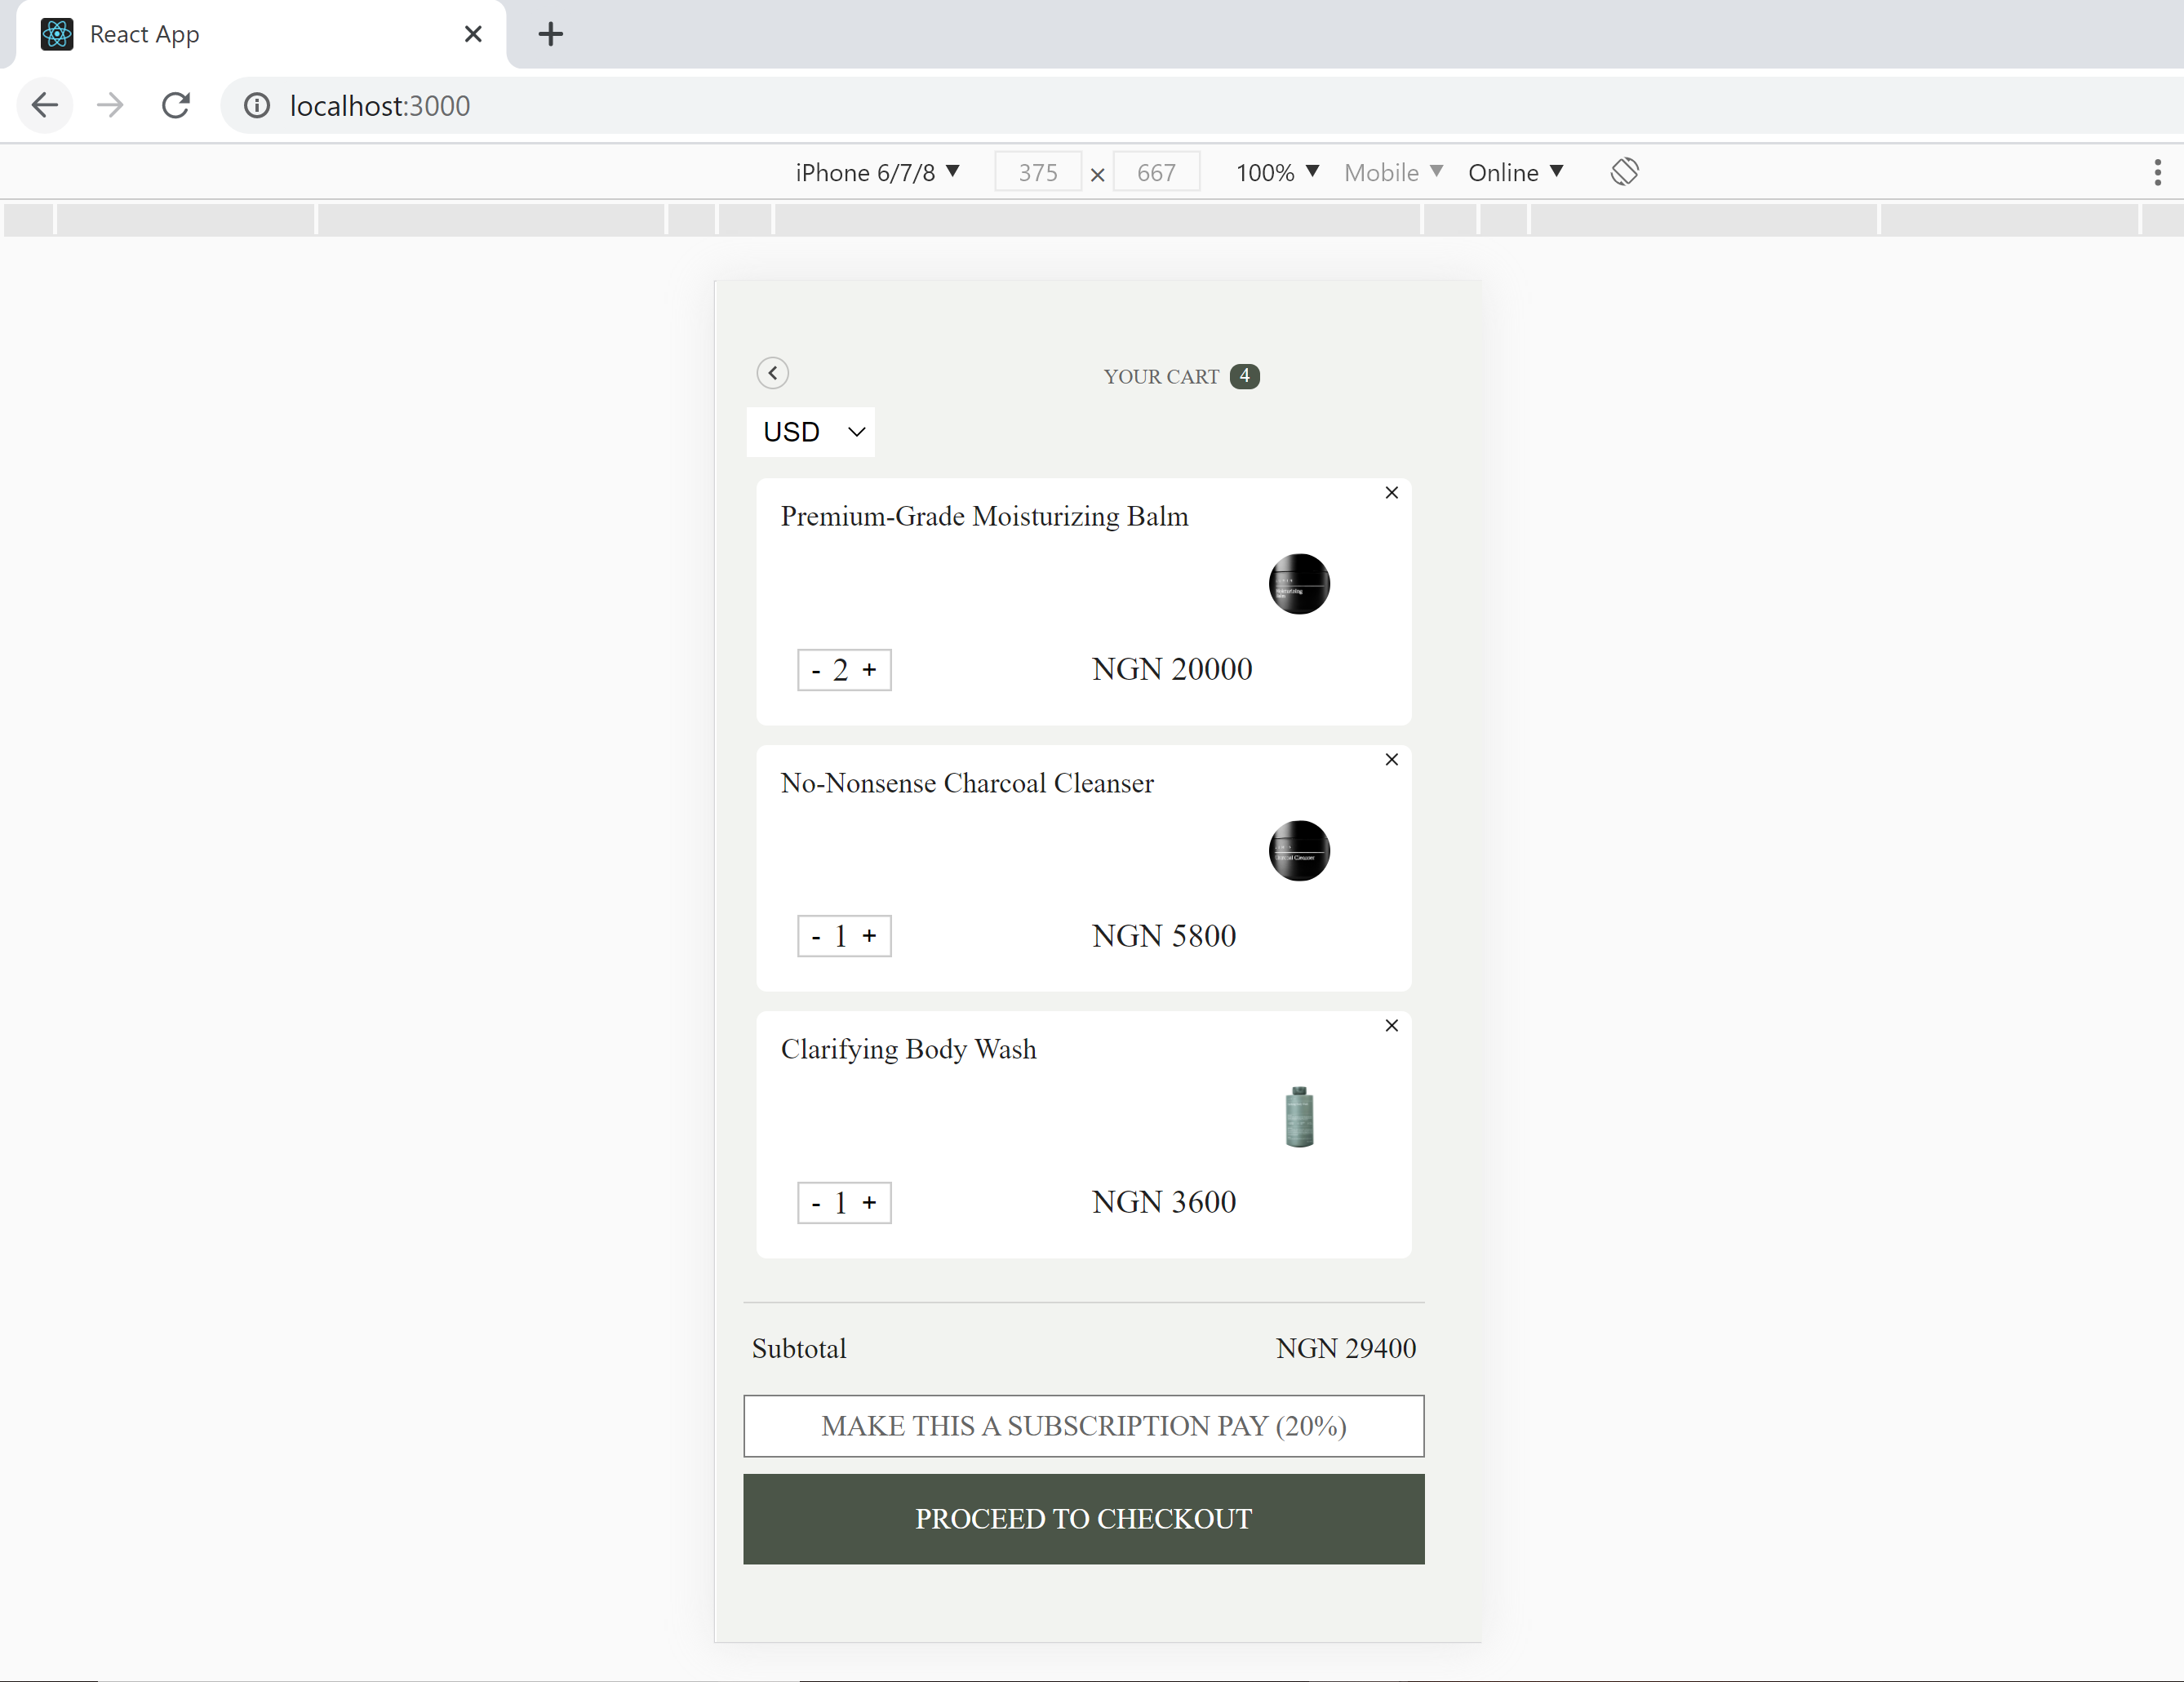 React App
localhost:3000
iPhone 6/7/8 375 × 667 100% Mobile Online
YOUR CART 4
USD
Premium-Grade Moisturizing Balm
- 2 + NGN 20000
No-Nonsense Charcoal Cleanser
- 1 + NGN 5800
Clarifying Body Wash
- 1 + NGN 3600
Subtotal NGN 29400
MAKE THIS A SUBSCRIPTION PAY (20%)
PROCEED TO CHECKOUT